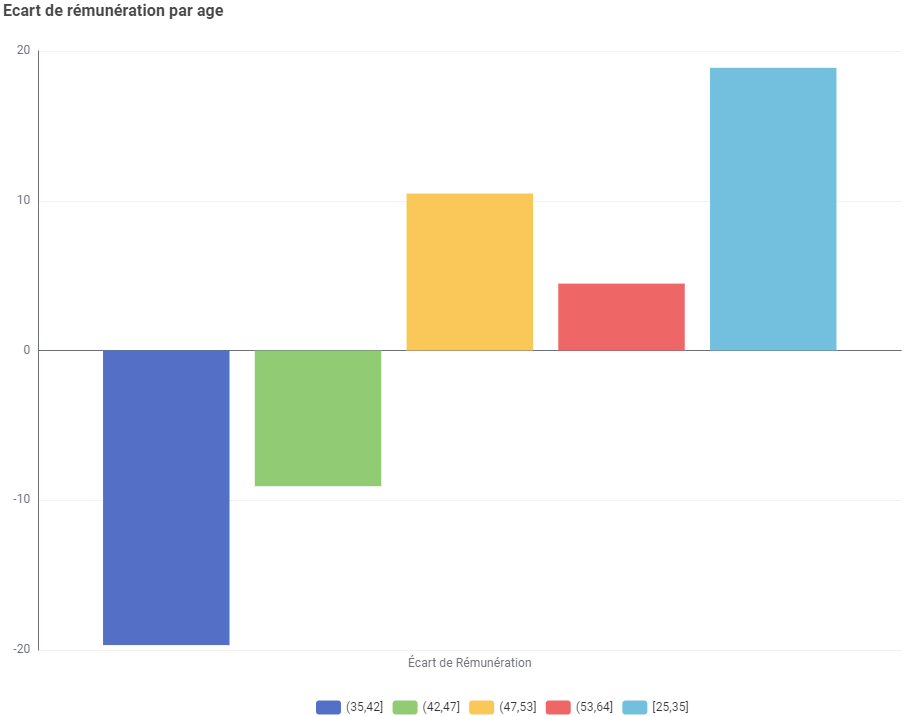 Ecart de rémunération par age
20
10
0
-10
-20
Écart de Rémunération
(35,42] (42,47] (47,53] (53,64] [25,35]